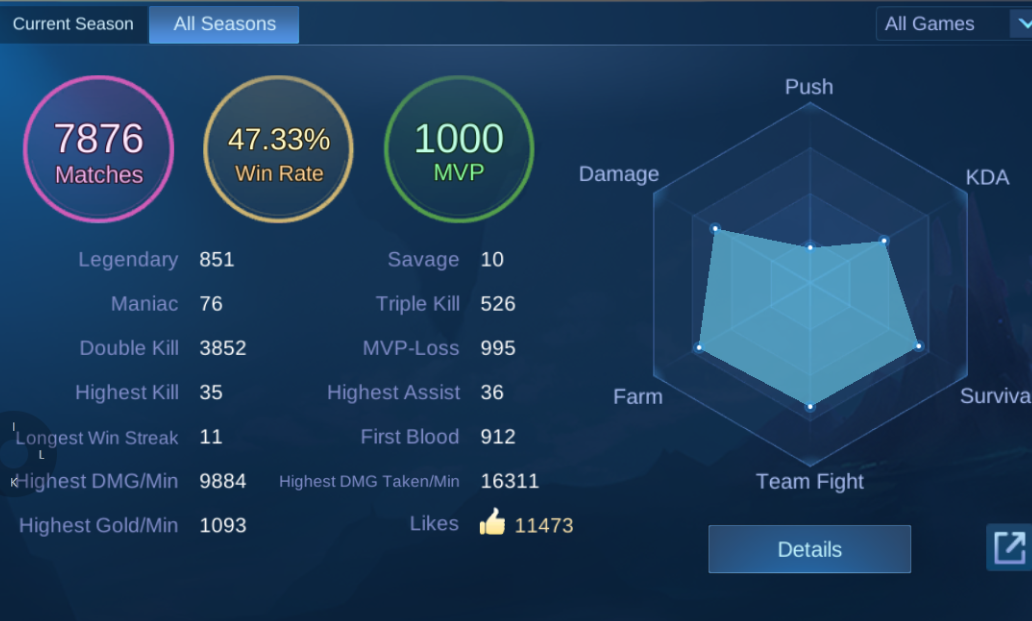 Current Season
All Seasons
All Games
7876
Matches
47.33%
Win Rate
1000
MVP
Legendary 851
Savage 10
Maniac 76
Triple Kill 526
Double Kill 3852
MVP-Loss 995
Highest Kill 35
Highest Assist 36
Longest Win Streak 11
First Blood 912
Highest DMG/Min 9884
Highest DMG Taken/Min 16311
Highest Gold/Min 1093
Likes 11473
I
L
K
Push
Damage
KDA
Farm
Surviva
Team Fight
Details